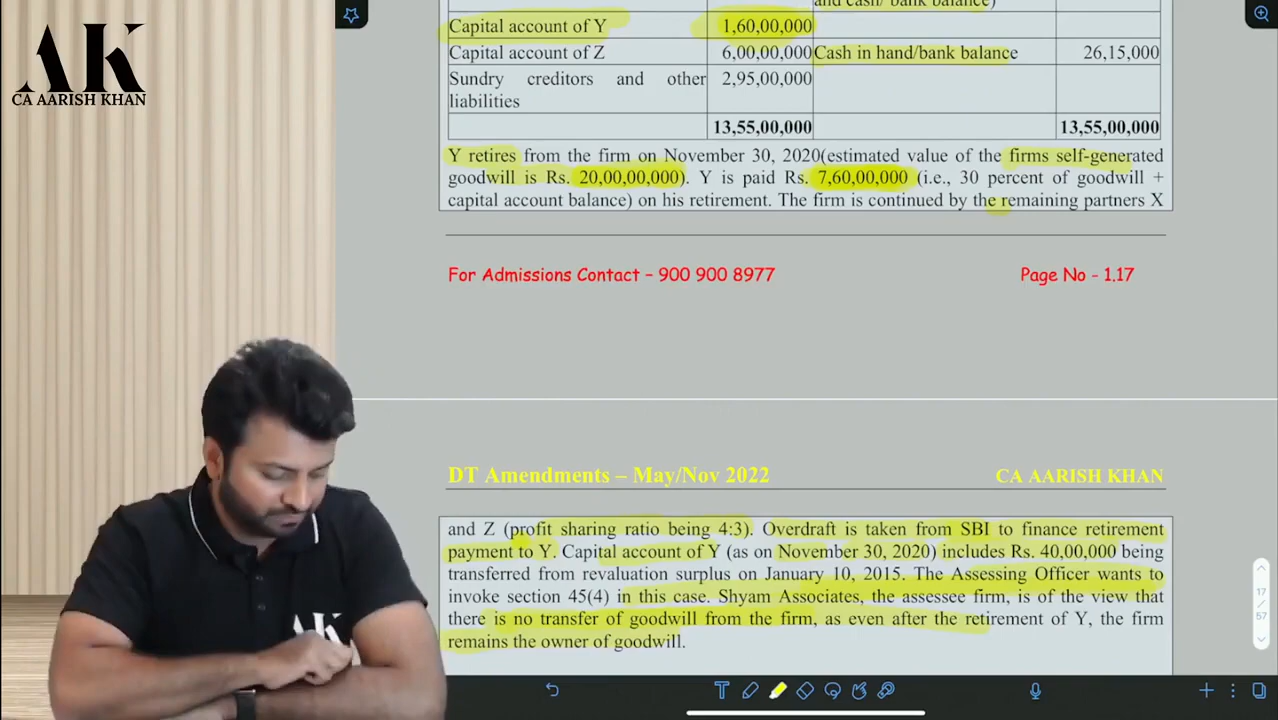 AK
CA AARISH KHAN
and cash/ bank balance)
Capital account of Y 1,60,00,000
Capital account of Z 6,00,00,000 Cash in hand/bank balance 26,15,000
Sundry creditors and other liabilities 2,95,00,000
13,55,00,000 13,55,00,000
Y retires from the firm on November 30, 2020(estimated value of the firms self-generated
goodwill is Rs. 20,00,00,000). Y is paid Rs. 7,60,00,000 (i.e., 30 percent of goodwill +
capital account balance) on his retirement. The firm is continued by the remaining partners X
For Admissions Contact – 900 900 8977 Page No - 1.17
DT Amendments – May/Nov 2022 CA AARISH KHAN
and Z (profit sharing ratio being 4:3). Overdraft is taken from SBI to finance retirement
payment to Y. Capital account of Y (as on November 30, 2020) includes Rs. 40,00,000 being
transferred from revaluation surplus on January 10, 2015. The Assessing Officer wants to
invoke section 45(4) in this case. Shyam Associates, the assessee firm, is of the view that
there is no transfer of goodwill from the firm, as even after the retirement of Y, the firm
remains the owner of goodwill.
17
/
57
T
AK